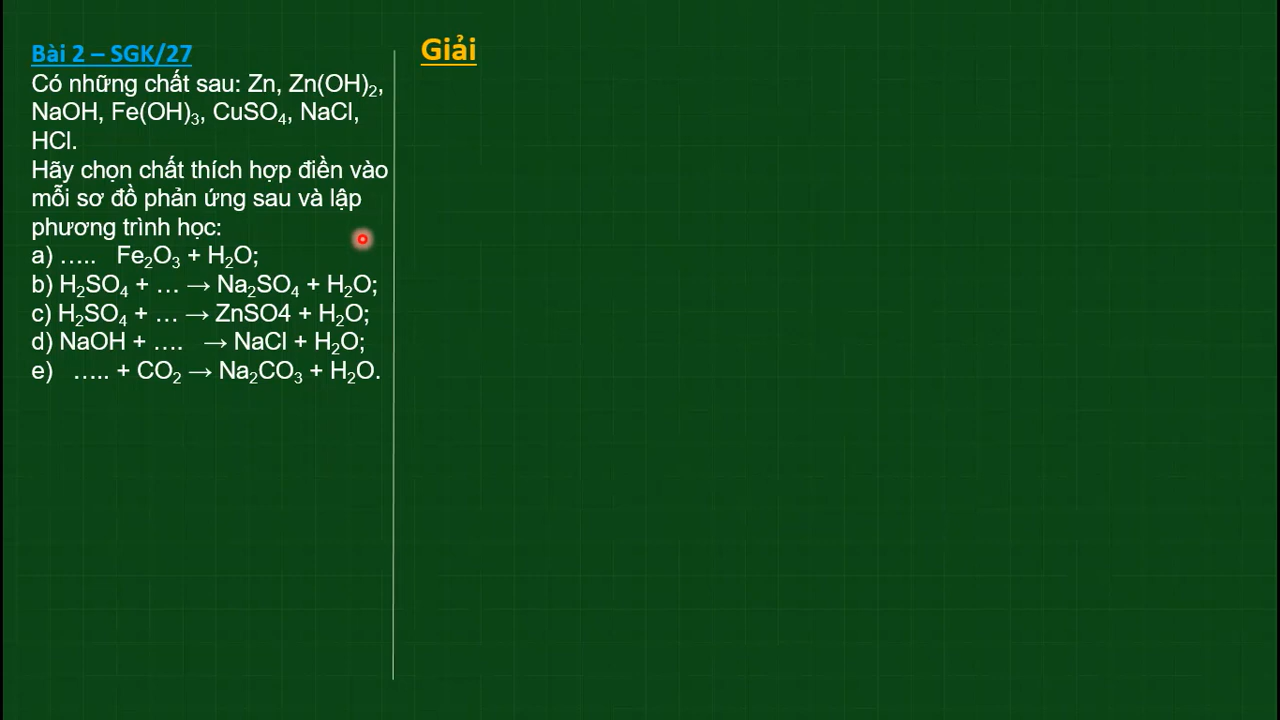 Bài 2 – SGK/27
Có những chất sau: Zn, Zn(OH)₂,
NaOH, Fe(OH)₃, CuSO₄, NaCl,
HCl.
Hãy chọn chất thích hợp điền vào
mỗi sơ đồ phản ứng sau và lập
phương trình học:
a) ….. Fe₂O₃ + H₂O;
b) H₂SO₄ + … → Na₂SO₄ + H₂O;
c) H₂SO₄ + … → ZnSO4 + H₂O;
d) NaOH + …. → NaCl + H₂O;
e) ….. + CO₂ → Na₂CO₃ + H₂O.
Giải